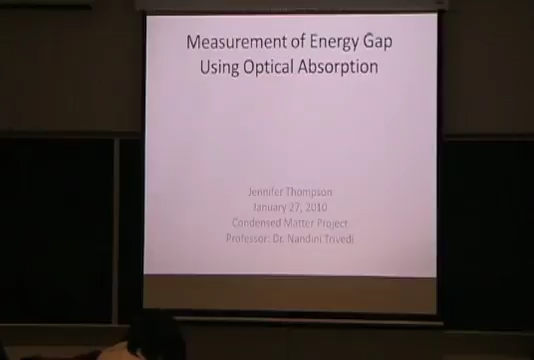 Measurement of Energy Gap
Using Optical Absorption
Jennifer Thompson
January 27, 2010
Condensed Matter Project
Professor: Dr. Nandini Trivedi